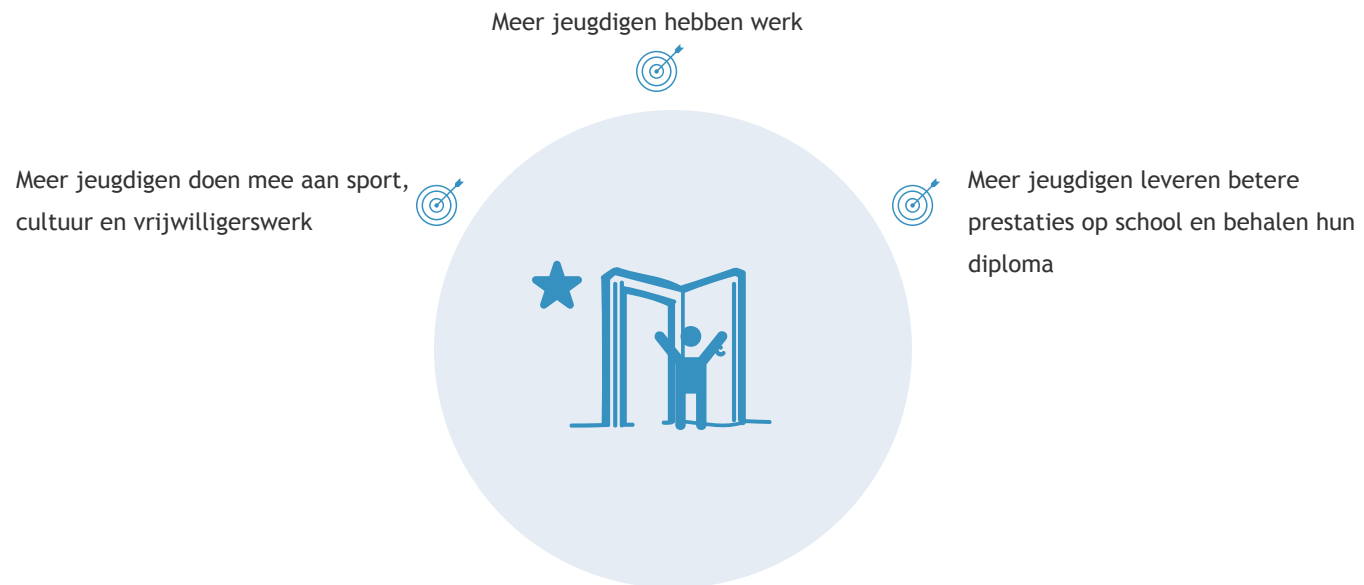 Meer jeugdigen hebben werk
Meer jeugdigen doen mee aan sport,
cultuur en vrijwilligerswerk
Meer jeugdigen leveren betere
prestaties op school en behalen hun
diploma